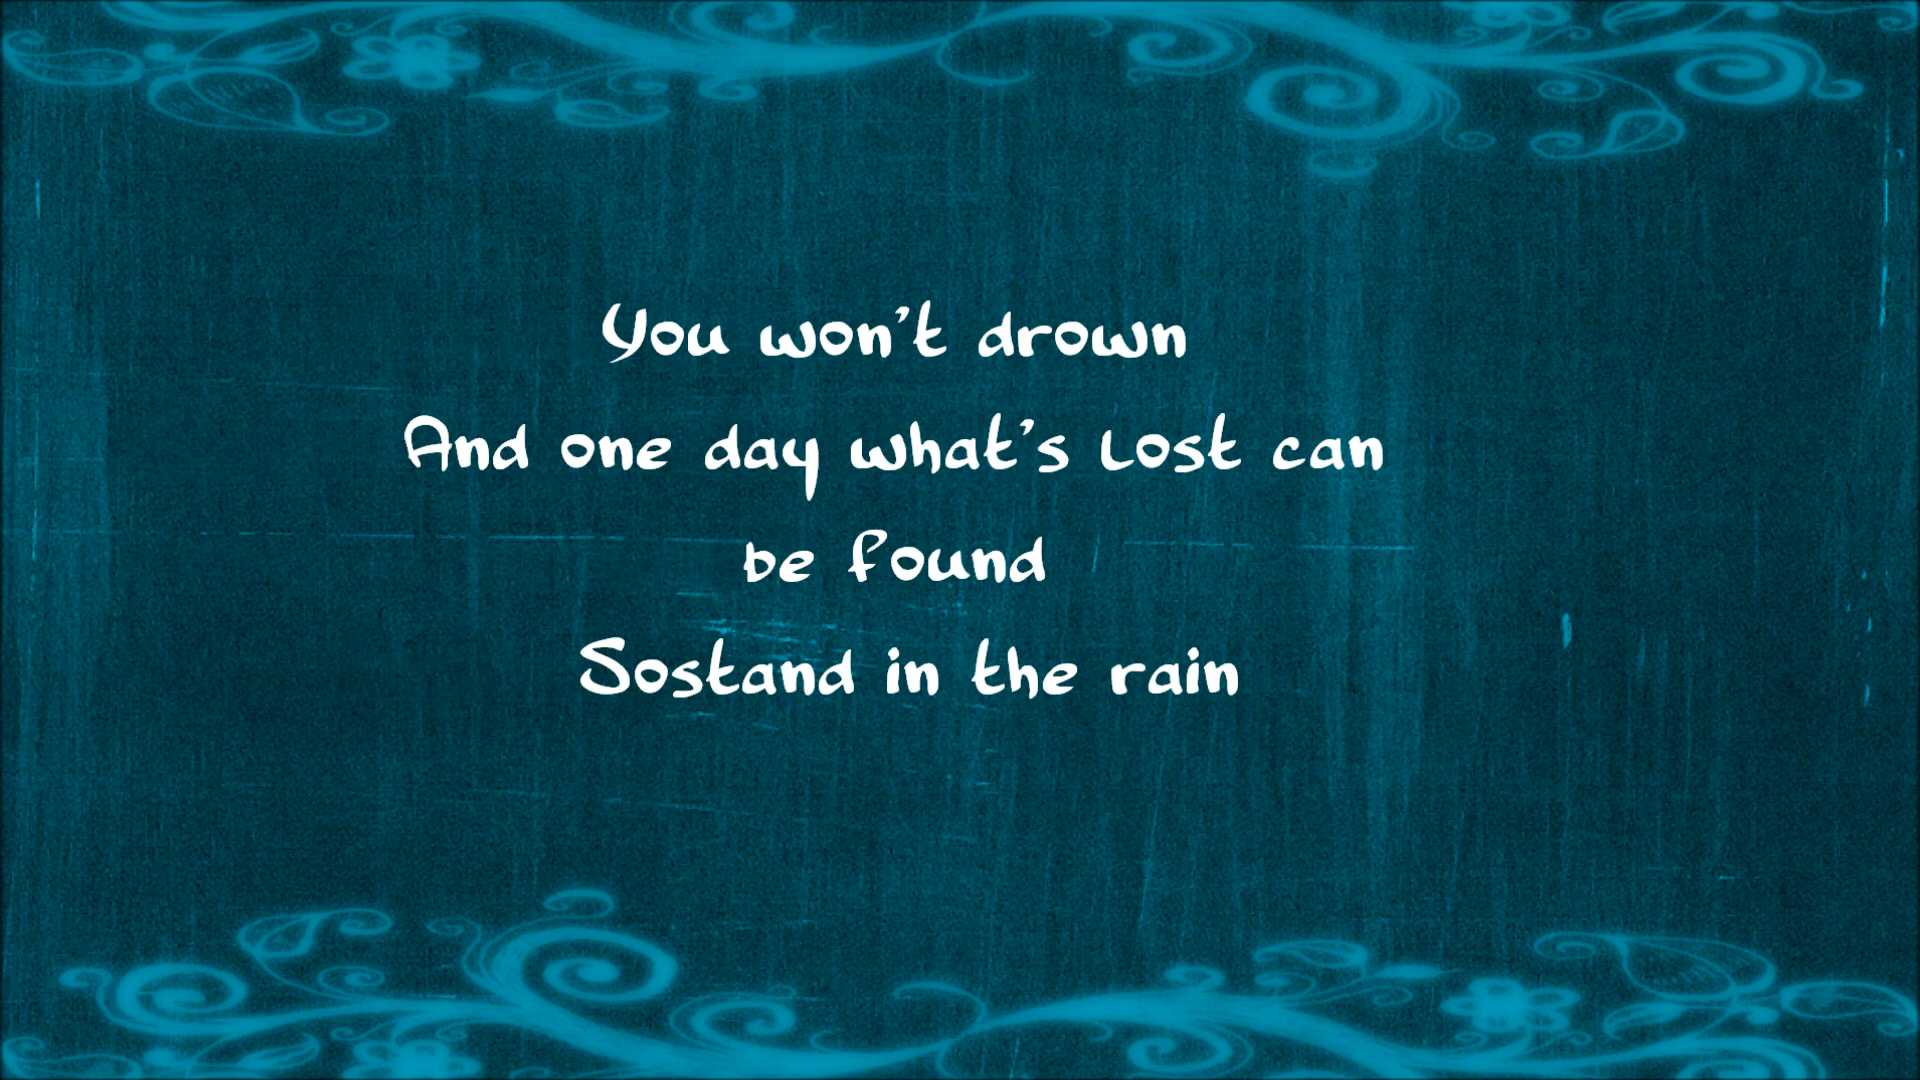 You won't drown
And one day what's lost can
be found
Sostand in the rain